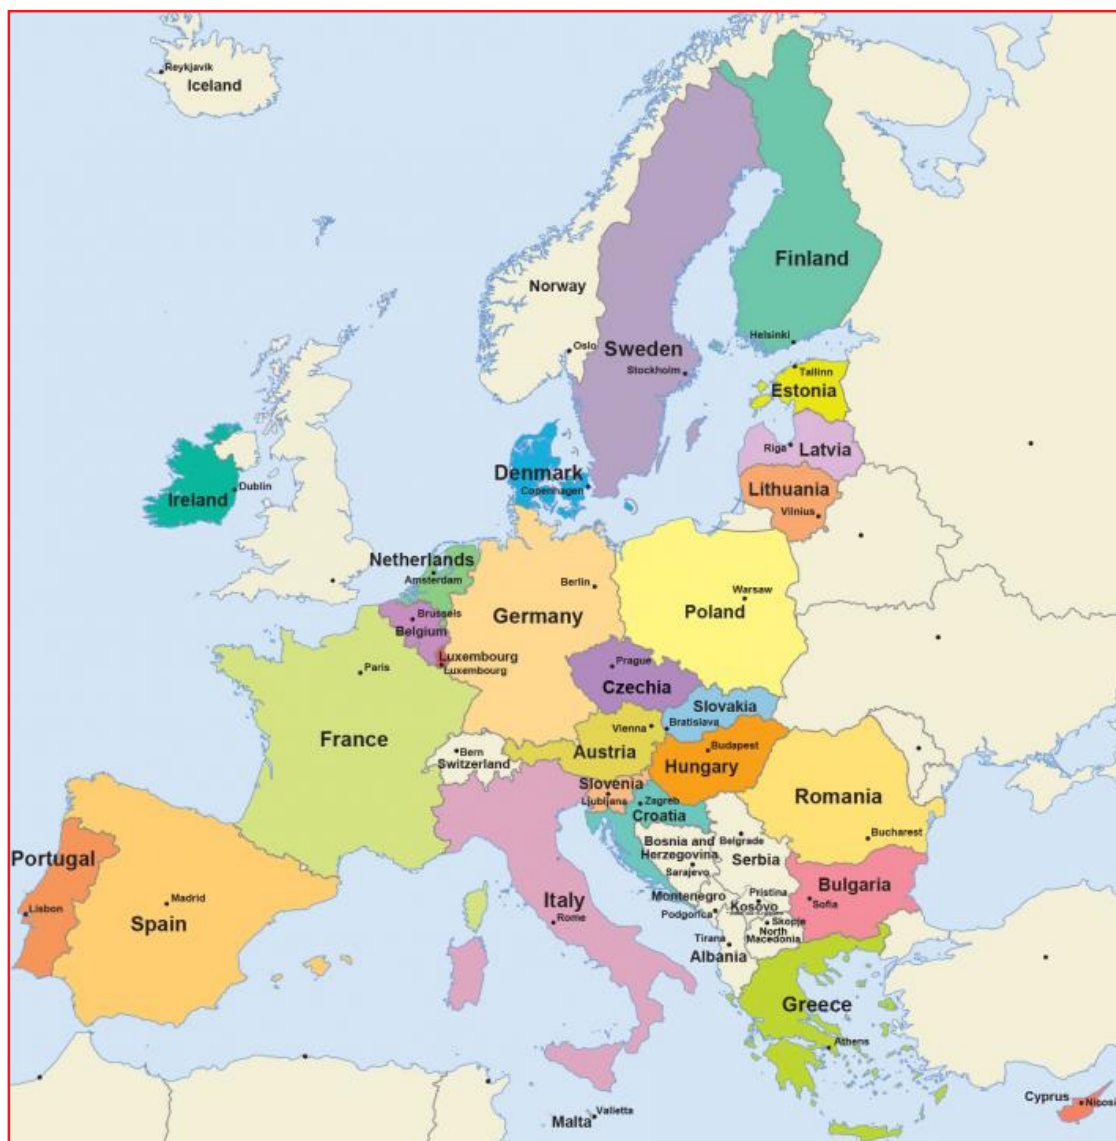 Reykjavik
Iceland
Finland
Norway
Helsinki
Oslo
Sweden
Stockholm
Tallinn
Estonia
Riga
Latvia
Denmark
Copenhagen
Ireland
Dublin
Lithuania
Vilnius
Netherlands
Amsterdam
Berlin
Warsaw
Poland
Germany
Brussels
Belgium
Luxembourg
Luxembourg
Paris
Prague
Czechia
Slovakia
Bratislava
Vienna
Austria
France
Bern
Switzerland
Budapest
Hungary
Slovenia
Ljubljana
Zagreb
Croatia
Romania
Bucharest
Bosnia and
Herzegovina
Sarajevo
Belgrade
Serbia
Portugal
Lisbon
Madrid
Spain
Italy
Rome
Montenegro
Podgorica
Pristina
Kosovo
Bulgaria
Sofia
Skopje
North
Macedonia
Tirana
Albania
Greece
Athens
Malta
Valletta
Cyprus
Nicosi